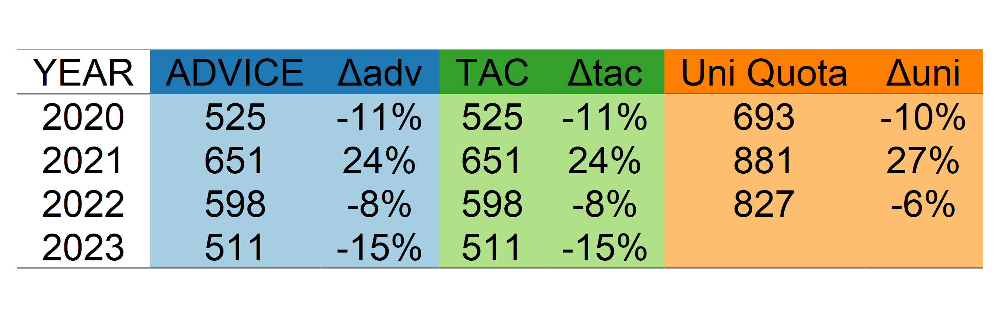 YEAR ADVICE Δadv TAC Δtac Uni Quota Δuni
2020 525 -11% 525 -11% 693 -10%
2021 651 24% 651 24% 881 27%
2022 598 -8% 598 -8% 827 -6%
2023 511 -15% 511 -15%